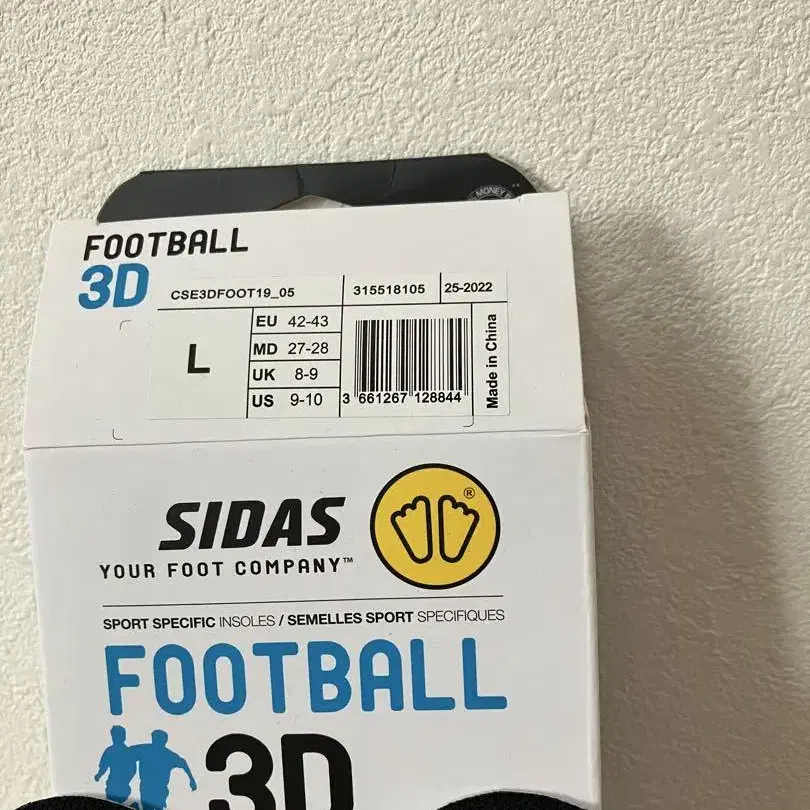 MONEY
FOOTBALL
3D
CSE3DFOOT19_05
315518105
25-2022
L
EU 42-43
MD 27-28
UK 8-9
US 9-10
3 661267 128844
Made in China
SIDAS
®
YOUR FOOT COMPANY™
SPORT SPECIFIC INSOLES / SEMELLES SPORT SPECIFIQUES
FOOTBALL
3D